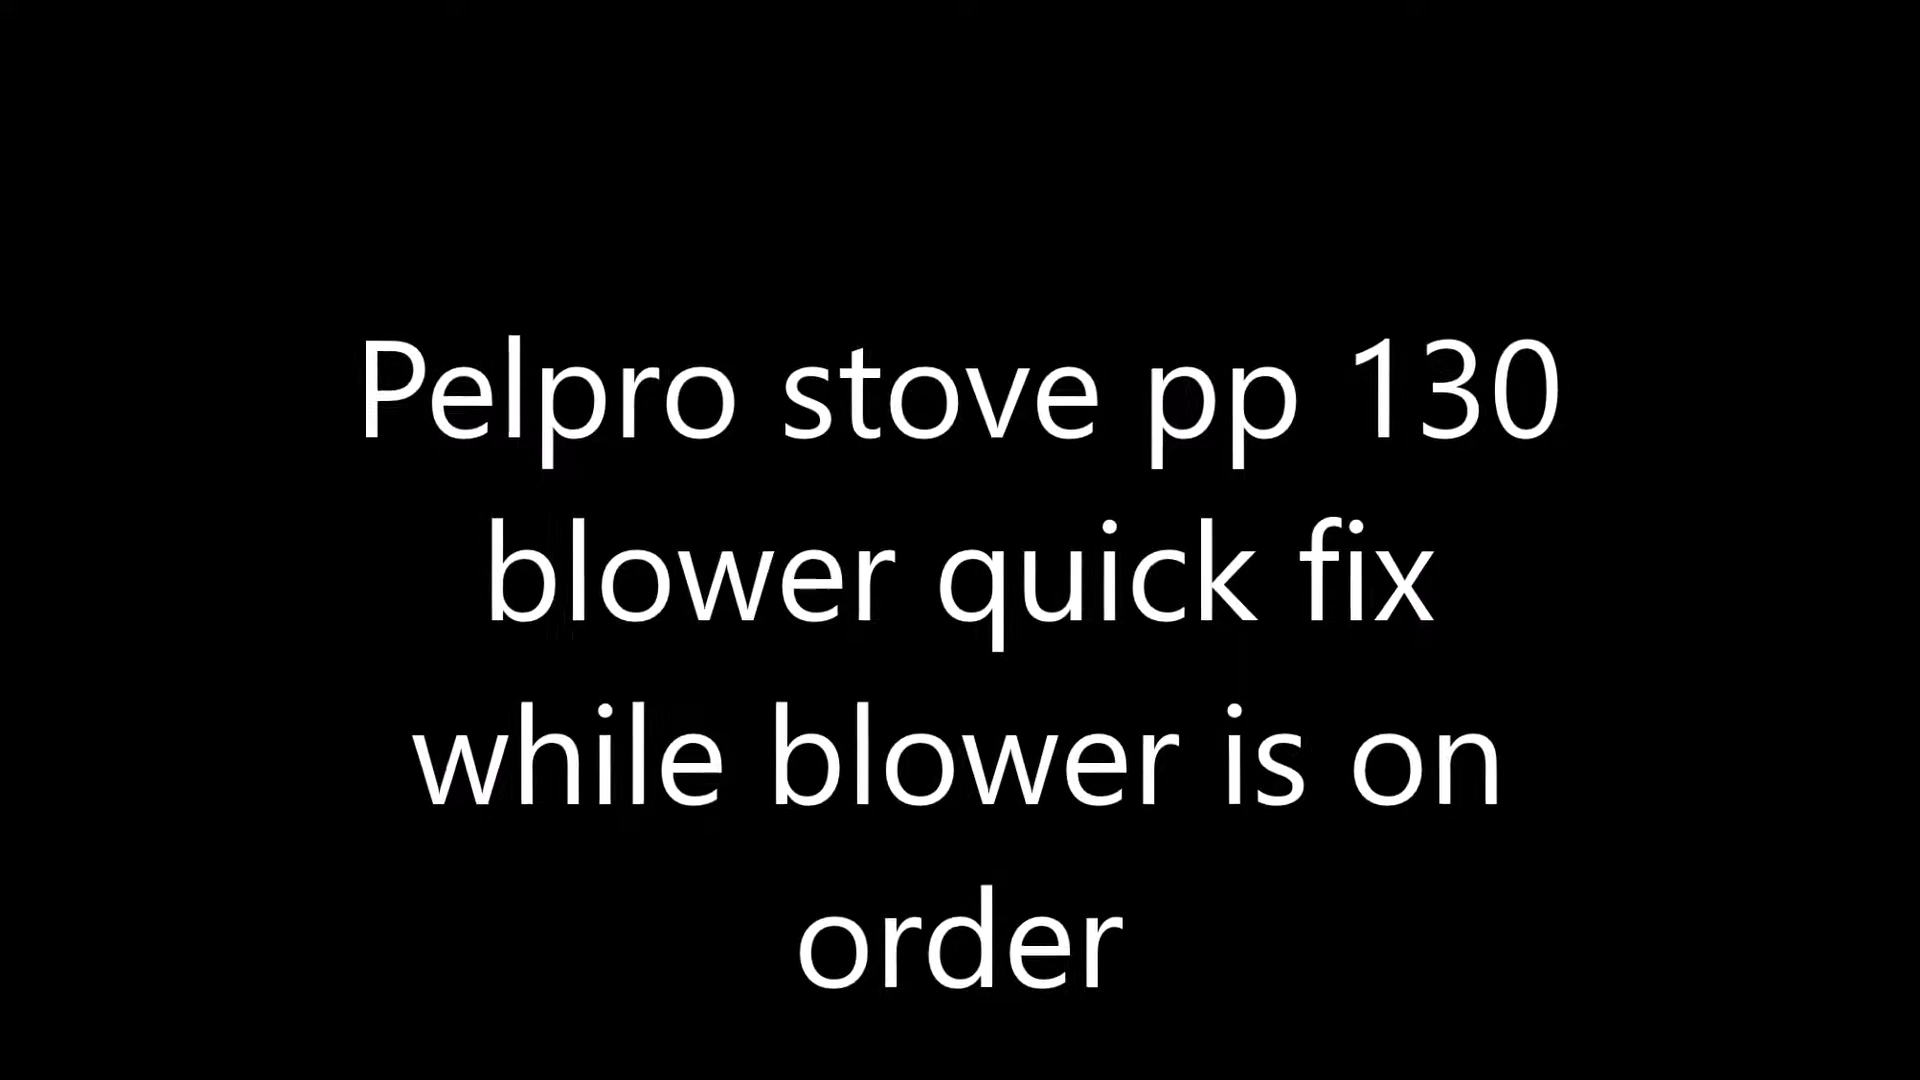 Pelpro stove pp 130
blower quick fix
while blower is on
order